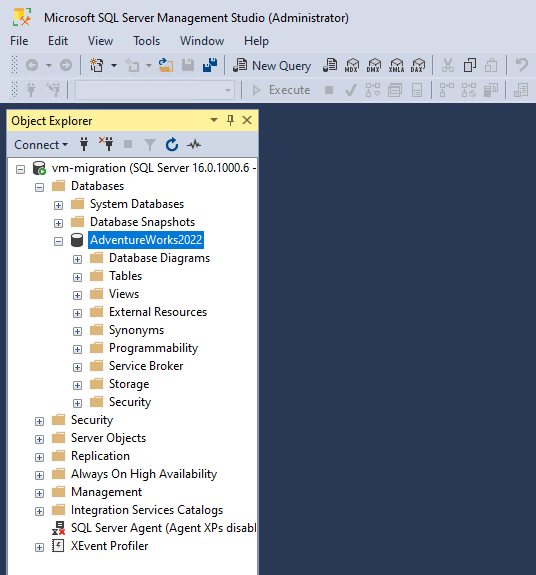 Microsoft SQL Server Management Studio (Administrator)
File Edit View Tools Window Help
New Query MDX DMX XMLA DAX
Execute
Object Explorer
Connect
vm-migration (SQL Server 16.0.1000.6 -
Databases
System Databases
Database Snapshots
AdventureWorks2022
Database Diagrams
Tables
Views
External Resources
Synonyms
Programmability
Service Broker
Storage
Security
Security
Server Objects
Replication
Always On High Availability
Management
Integration Services Catalogs
SQL Server Agent (Agent XPs disabl
XEvent Profiler